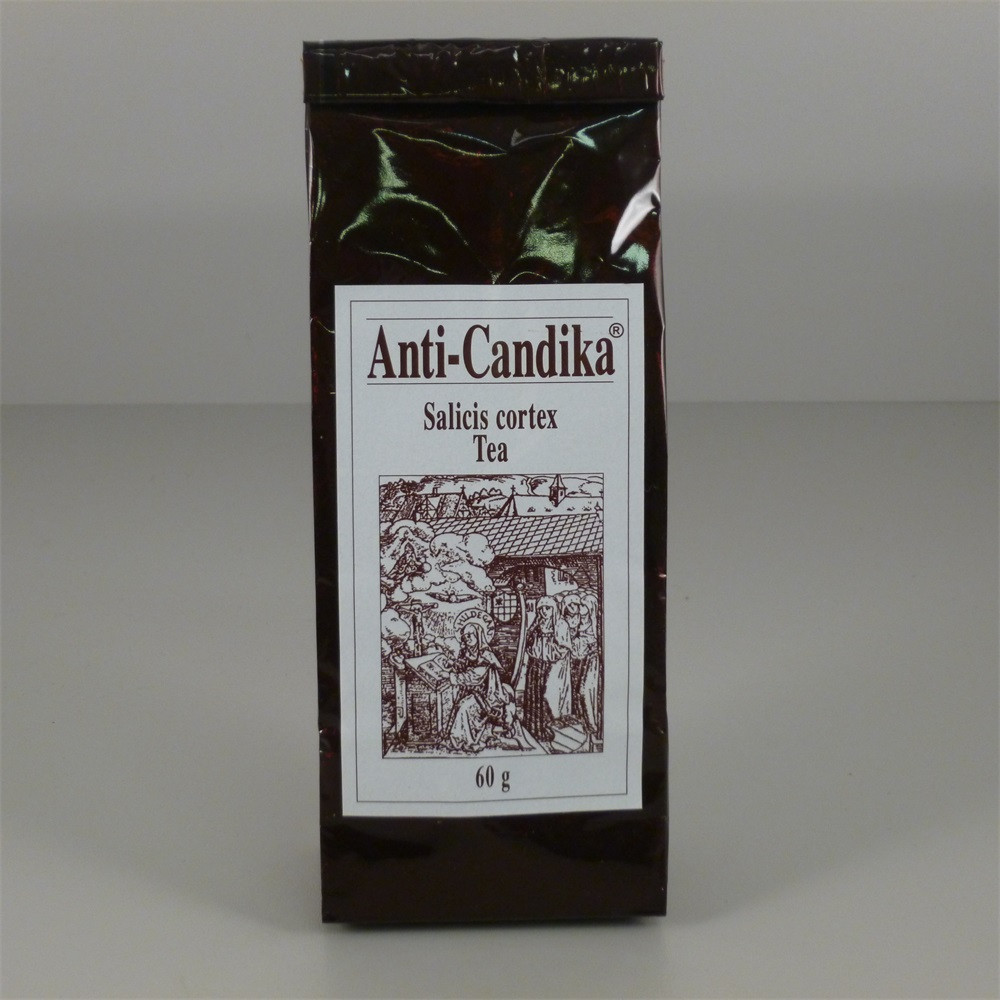 Anti-Candika®
Salicis cortex
Tea
60 g